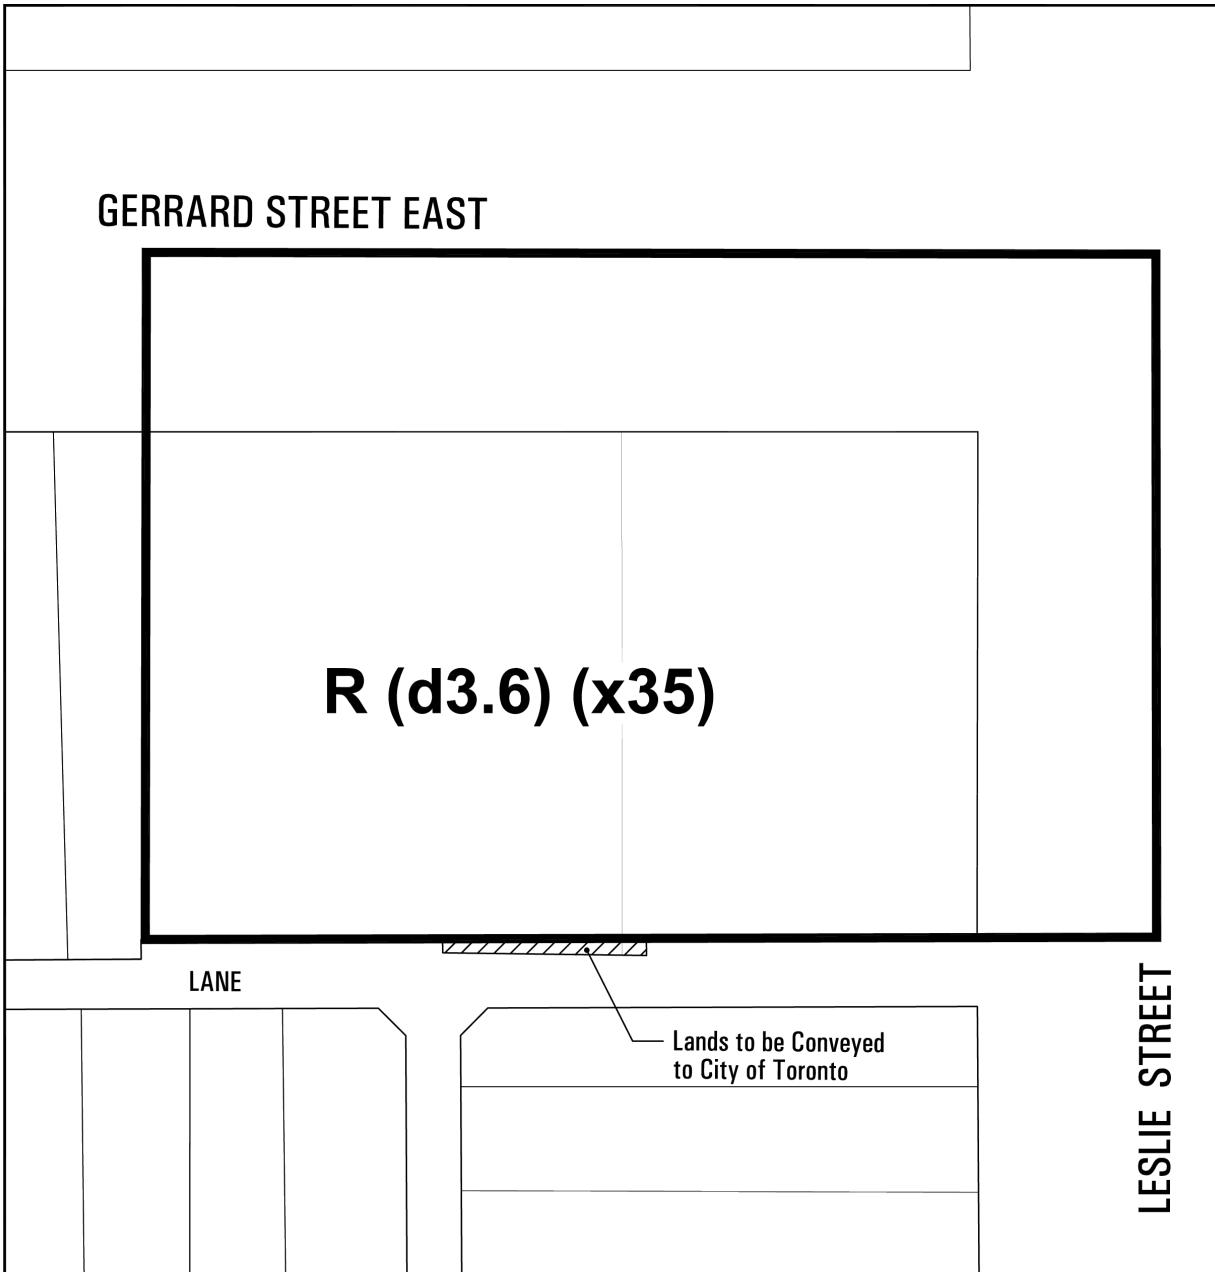 GERRARD STREET EAST
R (d3.6) (x35)
LANE
Lands to be Conveyed
to City of Toronto
LESLIE STREET